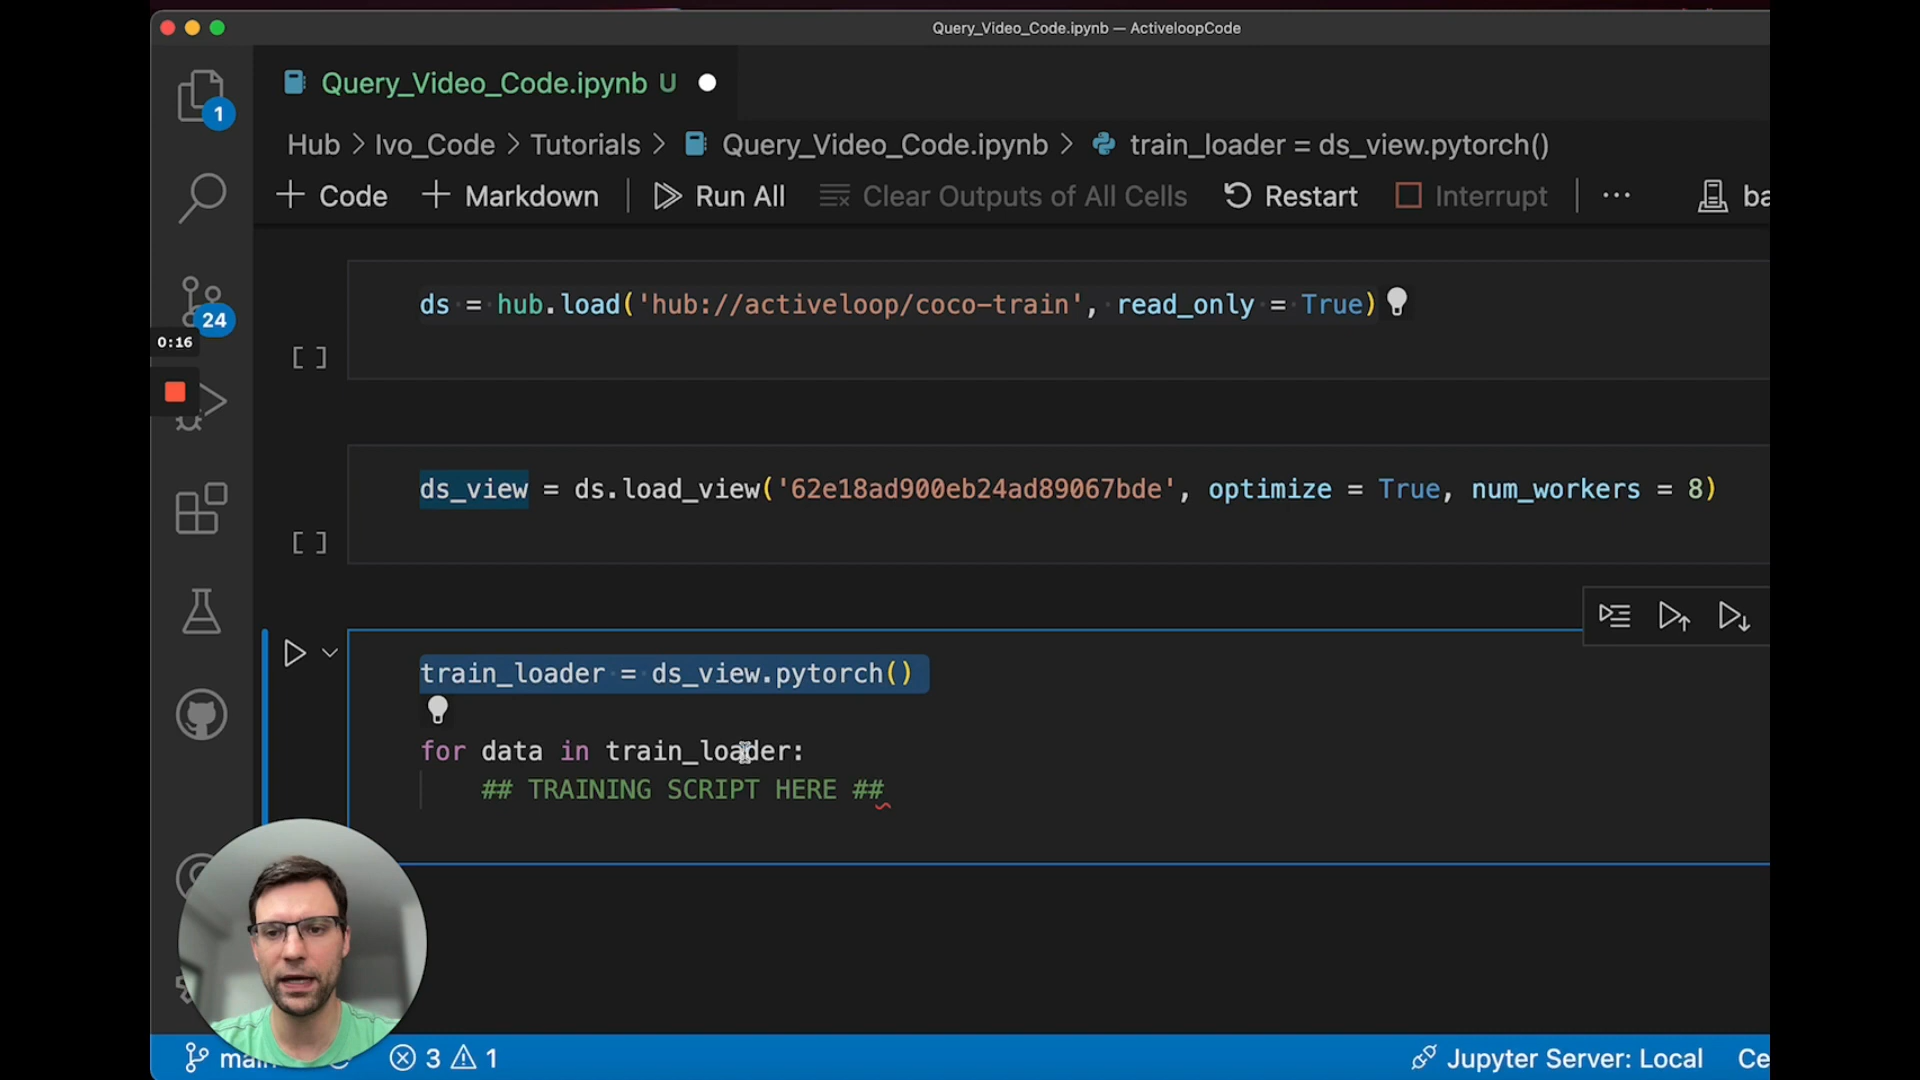 Query_Video_Code.ipynb — ActiveloopCode
Query_Video_Code.ipynb U
1
Hub > Ivo_Code > Tutorials > Query_Video_Code.ipynb > train_loader = ds_view.pytorch()
+ Code + Markdown Run All Clear Outputs of All Cells Restart Interrupt ... ba
ds = hub.load('hub://activeloop/coco-train', read_only = True)
24
0:16
[ ]
ds_view = ds.load_view('62e18ad900eb24ad89067bde', optimize = True, num_workers = 8)
[ ]
train_loader = ds_view.pytorch()
for data in train_loader:
## TRAINING SCRIPT HERE ##
3 1 Jupyter Server: Local Ce